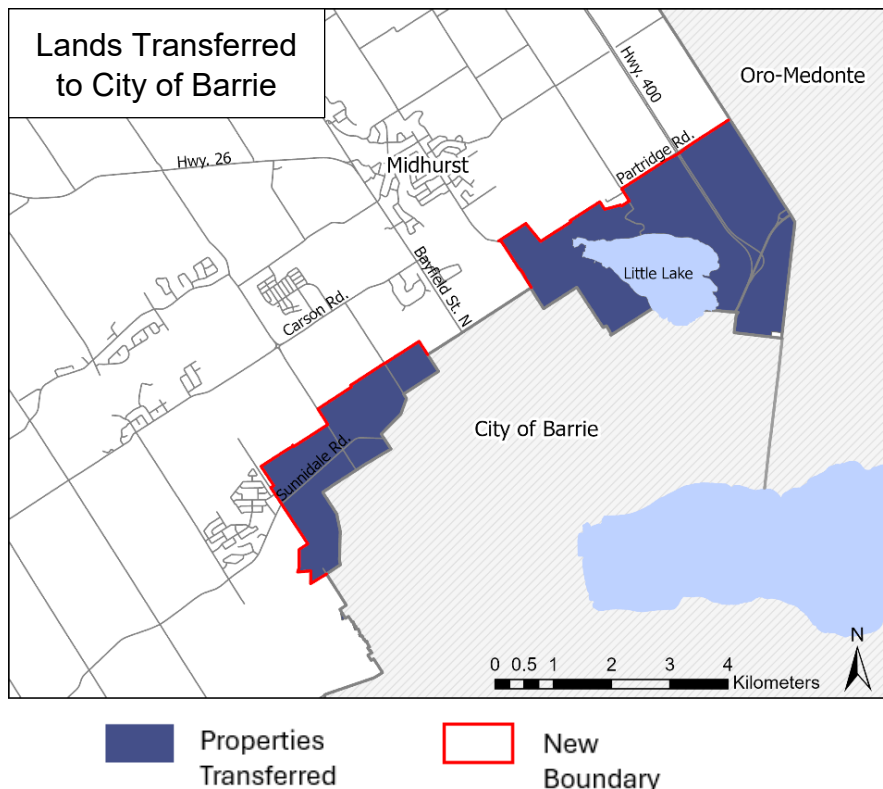 Lands Transferred
to City of Barrie
Oro-Medonte
Hwy. 400
Hwy. 26
Midhurst
Partridge Rd.
Bayfield St. N
Little Lake
Carson Rd.
City of Barrie
Sunnidale Rd.
N
0 0.5 1 2 3 4
Kilometers
Properties
Transferred
New
Boundary